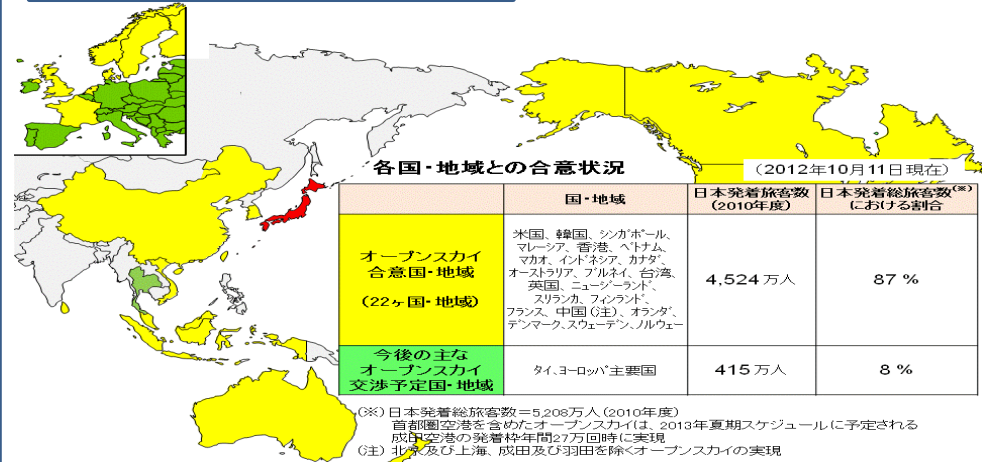 各国・地域との合意状況
（2012年10月11日現在）
国・地域
日本発着旅客数
（2010年度）
日本発着総旅客数(※)
における割合
オープンスカイ
合意国・地域
（22ヶ国・地域）
米国、韓国、シンガポール、
マレーシア、香港、ベトナム、
マカオ、インドネシア、カナダ、
オーストラリア、ブルネイ、台湾、
英国、ニュージーランド、
スリランカ、フィンランド、
フランス、中国（注）、オランダ、
デンマーク、スウェーデン、ノルウェー
4,524 万人
87 %
今後の主な
オープンスカイ
交渉予定国・地域
タイ、ヨーロッパ主要国
415 万人
8 %
（※）日本発着総旅客数＝5,208万人（2010年度）
首都圏空港を含めたオープンスカイは、2013年夏期スケジュールに予定される
成田空港の発着枠年間27万回時に実現
（注）北京及び上海、成田及び羽田を除くオープンスカイの実現